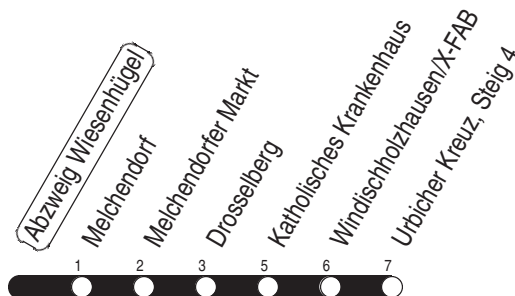 Abzweig Wiesenhügel
Melchendorf
Melchendorfer Markt
Drosselberg
Katholisches Krankenhaus
Windischholzhausen/X-FAB
Urbicher Kreuz, Steig 4
1
2
3
5
6
7